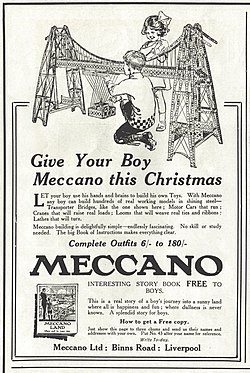 Give Your Boy
Meccano this Christmas
LET your boy use his hands and brains to build his own Toys. With Meccano
any boy can build hundreds of real working models in shining steel—
Transporter Bridges, like the one shown here; Motor Cars that run;
Cranes that will raise real loads; Looms that will weave real ties and ribbons;
Lathes that will turn.
Meccano building is delightfully simple—endlessly fascinating. No skill or study
needed. The big Book of Instructions makes everything clear.
Complete Outfits 6/- to 180/-
MECCANO
INTERESTING STORY BOOK FREE TO
BOYS.
This is a real story of a boy's journey into a sunny land
where all is happiness and fun; where dullness is never
known. A splendid story for boys.
How to get a Free copy.
Just show this page to three chums and send us their names and
addresses with your own. Put No. 43 after your name for reference.
Write To-day.
MECCANO
LAND
Meccano Ltd: Binns Road: Liverpool